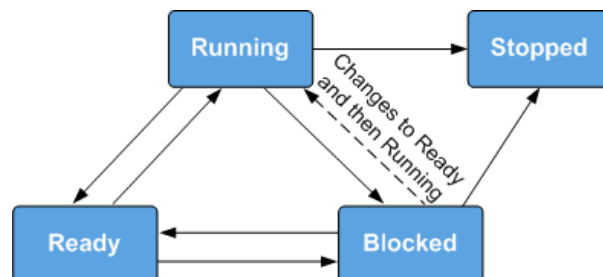 Running
Stopped
Changes to Ready
and then Running
Ready
Blocked